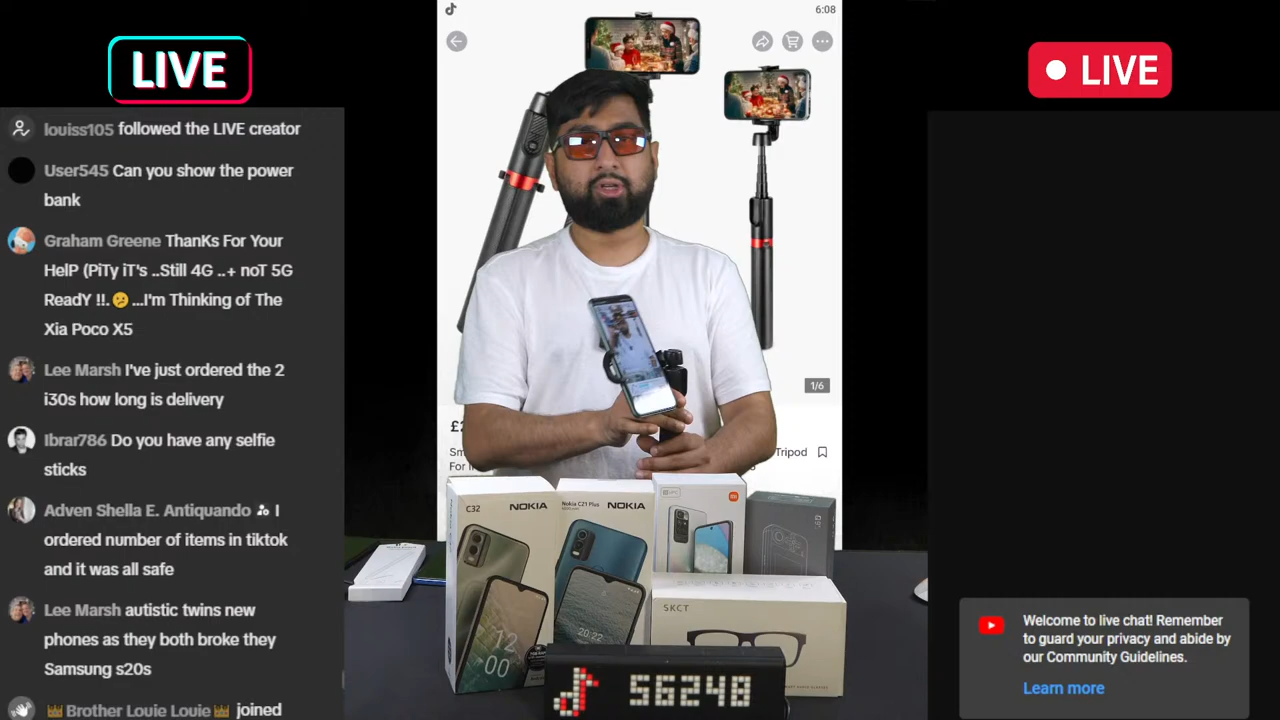 LIVE
louiss105 followed the LIVE creator
User545 Can you show the power
bank
Graham Greene ThanKs For Your
HelP (PiTy iT's ..Still 4G ..+ noT 5G
ReadY !!.😕...I'm Thinking of The
Xia Poco X5
Lee Marsh I've just ordered the 2
i30s how long is delivery
Ibrar786 Do you have any selfie
sticks
Adven Shella E. Antiquando I
ordered number of items in tiktok
and it was all safe
Lee Marsh autistic twins new
phones as they both broke they
Samsung s20s
👑Brother Louie Louie👑 joined
6:08
1/6
Tripod
C32 NOKIA
Nokia C21 Plus NOKIA
12:00
20:22
SKCT
56248
LIVE
Welcome to live chat! Remember
to guard your privacy and abide by
our Community Guidelines.
Learn more